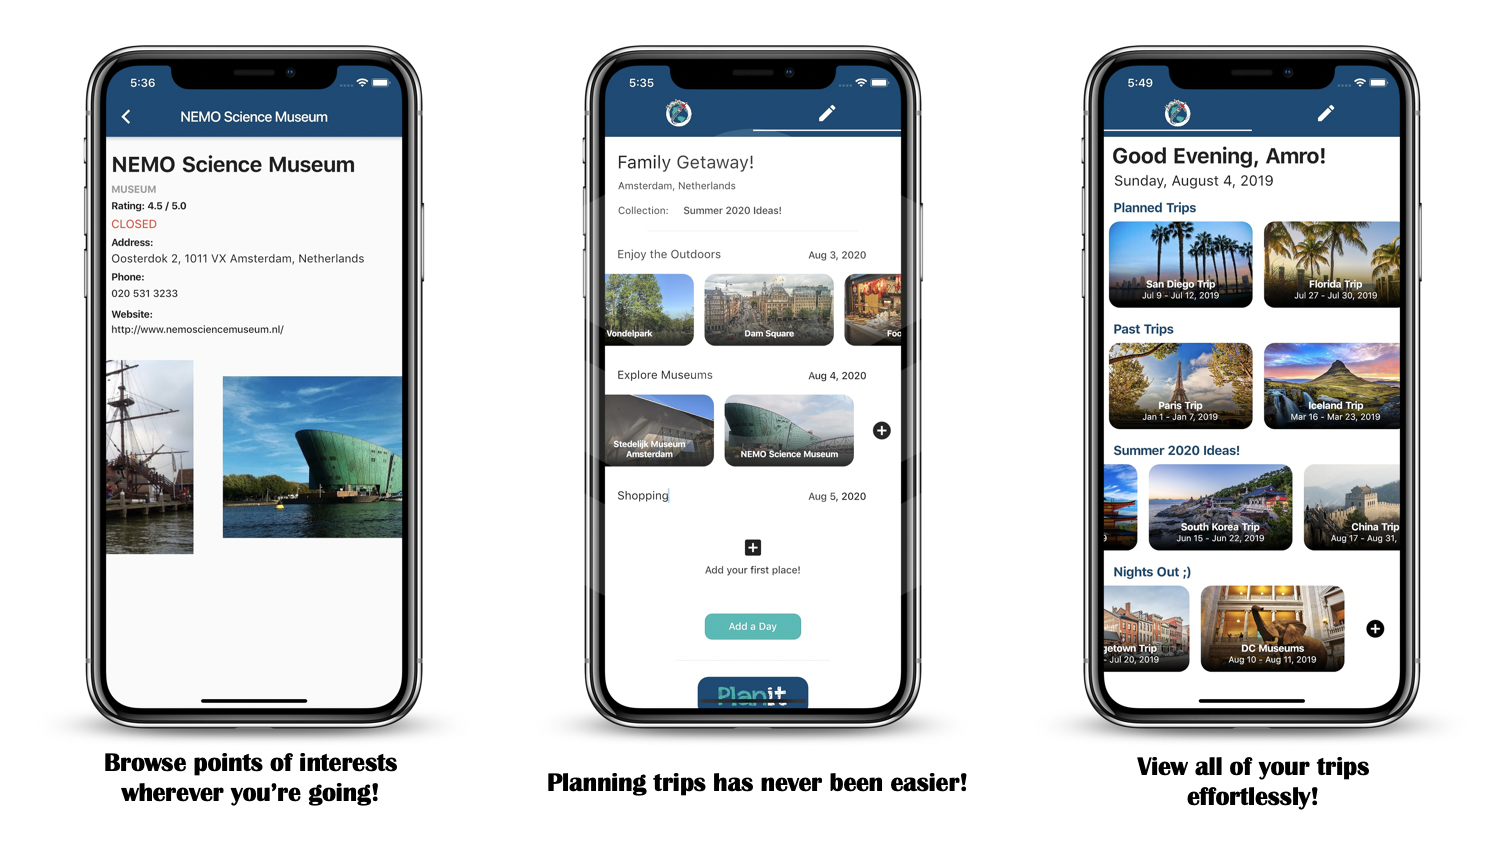 5:36
NEMO Science Museum
NEMO Science Museum
MUSEUM
Rating: 4.5 / 5.0
CLOSED
Address:
Oosterdok 2, 1011 VX Amsterdam, Netherlands
Phone:
020 531 3233
Website:
http://www.nemosciencemuseum.nl/
Browse points of interests
wherever you're going!
5:35
Family Getaway!
Amsterdam, Netherlands
Collection: Summer 2020 Ideas!
Enjoy the Outdoors Aug 3, 2020
Vondelpark
Dam Square
Foo
Explore Museums Aug 4, 2020
Stedelijk Museum
Amsterdam
NEMO Science Museum
Shopping Aug 5, 2020
Add your first place!
Add a Day
Planit
Planning trips has never been easier!
5:49
Good Evening, Amro!
Sunday, August 4, 2019
Planned Trips
San Diego Trip
Jul 9 - Jul 12, 2019
Florida Trip
Jul 27 - Jul 30, 2019
Past Trips
Paris Trip
Jan 1 - Jan 7, 2019
Iceland Trip
Mar 16 - Mar 23, 2019
Summer 2020 Ideas!
9
South Korea Trip
Jun 15 - Jun 22, 2019
China Trip
Aug 17 - Aug 31,
Nights Out ;)
getown Trip
- Jul 20, 2019
DC Museums
Aug 10 - Aug 11, 2019
View all of your trips
effortlessly!